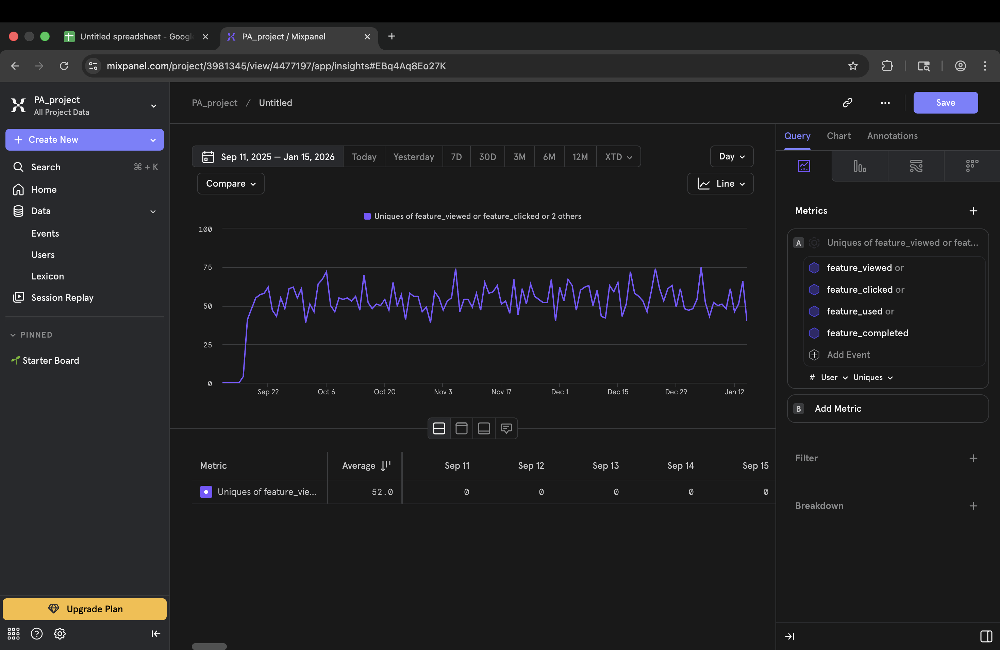 Untitled spreadsheet - Googl
PA_project / Mixpanel
mixpanel.com/project/3981345/view/4477197/app/insights#EBq4Aq8Eo27K
PA_project
All Project Data
Create New
Search ⌘ + K
Home
Data
Events
Users
Lexicon
Session Replay
PINNED
Starter Board
Upgrade Plan
PA_project / Untitled
Save
Sep 11, 2025 — Jan 15, 2026 Today Yesterday 7D 30D 3M 6M 12M XTD Day
Compare Line
Uniques of feature_viewed or feature_clicked or 2 others
100
75
50
25
0
Sep 22 Oct 6 Oct 20 Nov 3 Nov 17 Dec 1 Dec 15 Dec 29 Jan 12
Metric Average Sep 11 Sep 12 Sep 13 Sep 14 Sep 15
Uniques of feature_vie... 52.0 0 0 0 0 0
Query Chart Annotations
Metrics
A Uniques of feature_viewed or feat...
feature_viewed or
feature_clicked or
feature_used or
feature_completed
Add Event
# User Uniques
B Add Metric
Filter
Breakdown